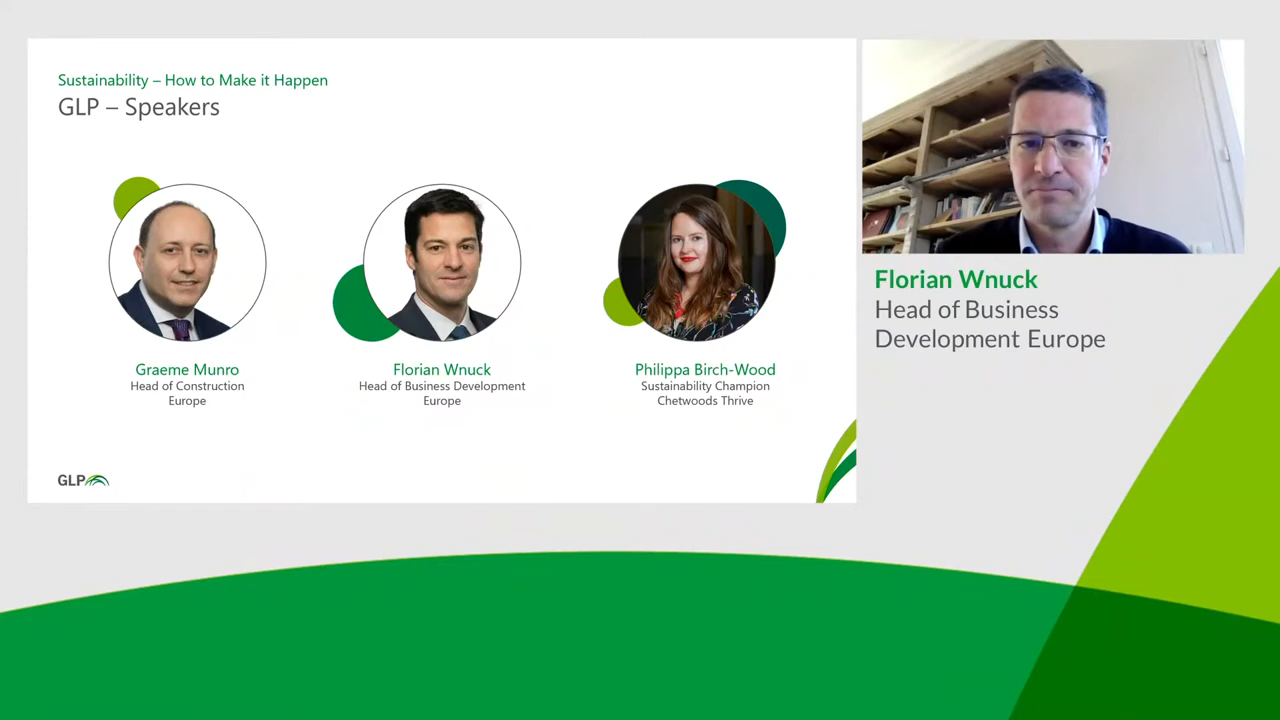 Sustainability – How to Make it Happen
GLP – Speakers
Graeme Munro
Head of Construction
Europe
Florian Wnuck
Head of Business Development
Europe
Philippa Birch-Wood
Sustainability Champion
Chetwoods Thrive
GLP
Florian Wnuck
Head of Business
Development Europe